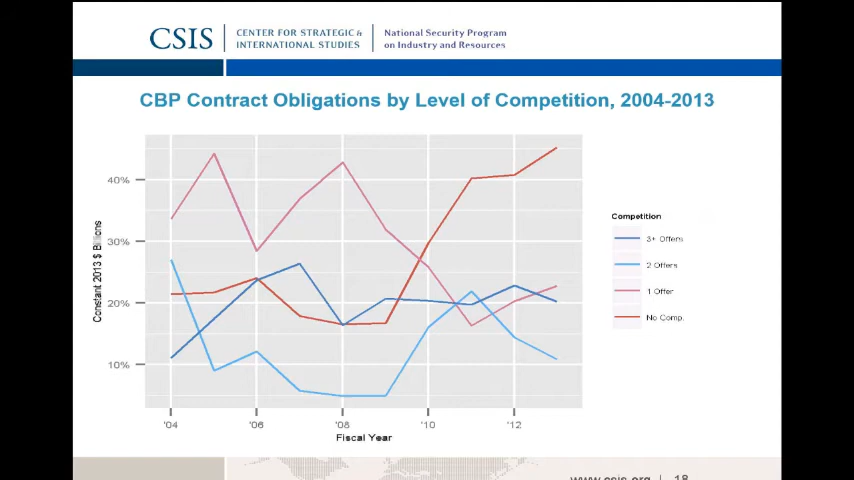 CSIS
CENTER FOR STRATEGIC &
INTERNATIONAL STUDIES
National Security Program
on Industry and Resources
CBP Contract Obligations by Level of Competition, 2004-2013
Constant 2013 $ Billions
40%
30%
20%
10%
'04
'06
'08
'10
'12
Fiscal Year
Competition
3+ Offers
2 Offers
1 Offer
No Comp.
www.csis.org | 18